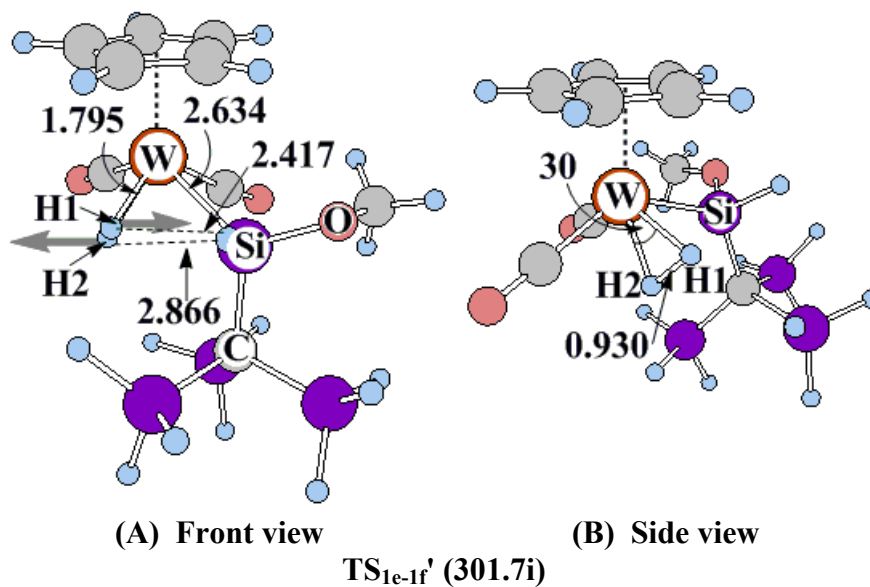 1.795
2.634
2.417
W
H1
H2
Si
O
2.866
C
30
W
Si
H2
H1
0.930
(A) Front view
(B) Side view
TS1e-1f' (301.7i)